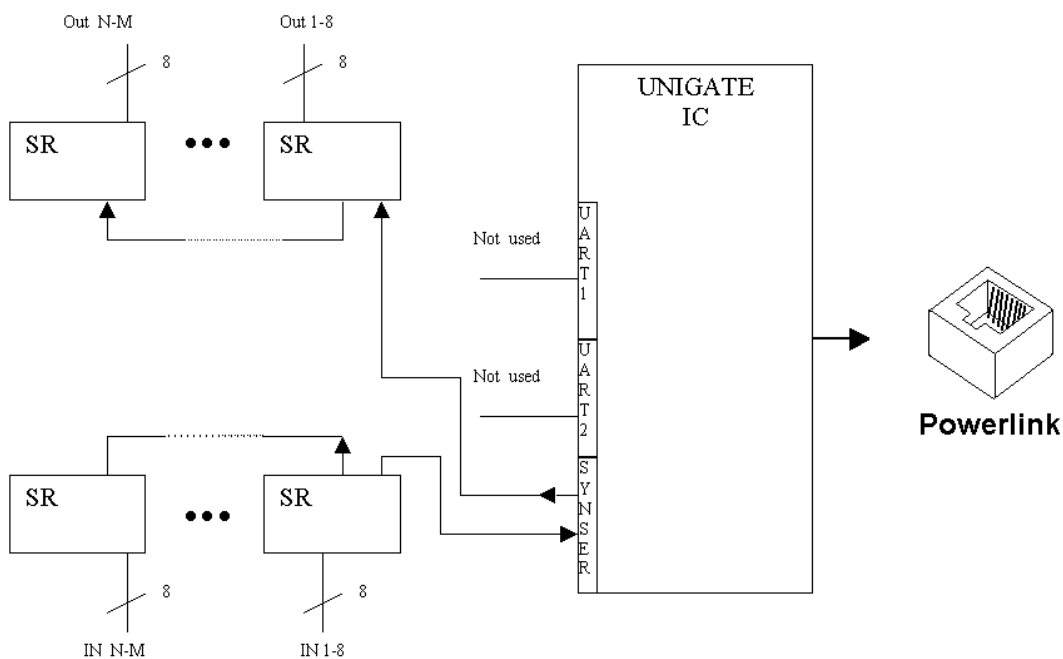 Out N-M
Out 1-8
8
8
SR
SR
UNIGATE
IC
Not used
UART1
Not used
UART2
SYNSER
Powerlink
SR
SR
8
8
IN N-M
IN 1-8